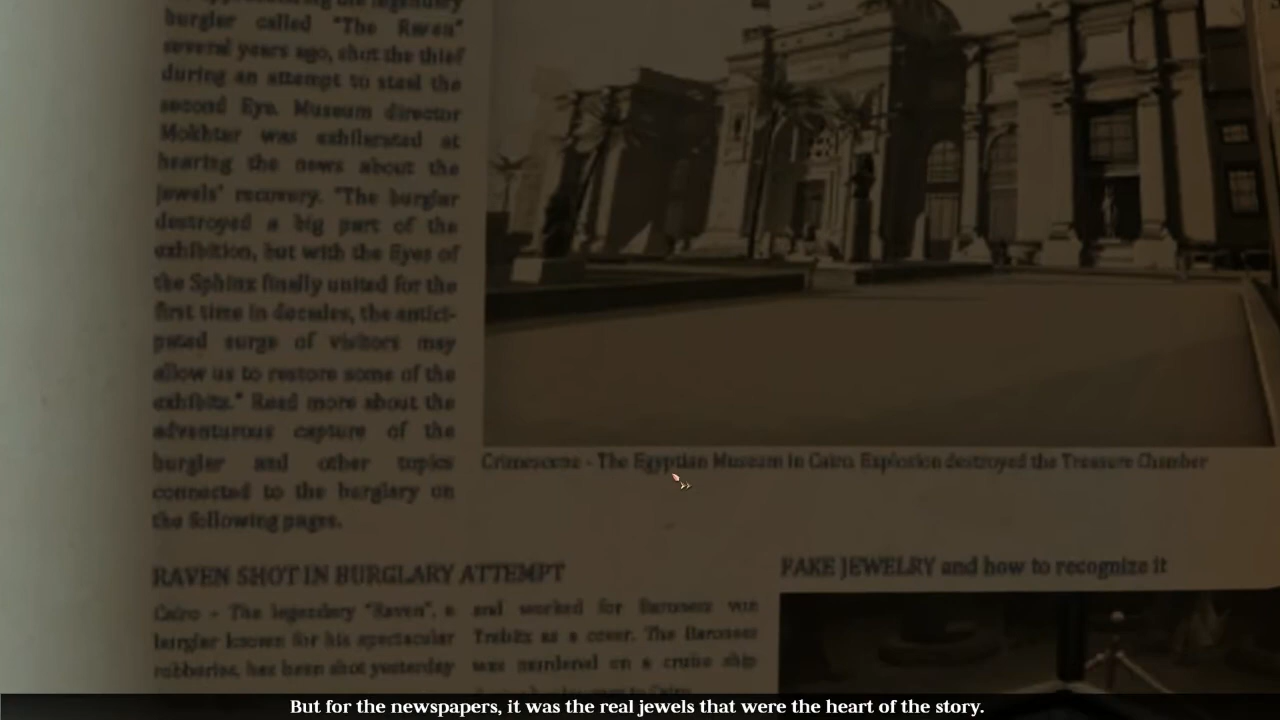 burglar called "The Raven"
several years ago, shot the thief
during an attempt to steal the
second Eye. Museum director
Mokhtar was exhilarated at
hearing the news about the
jewels' recovery. "The burglar
destroyed a big part of the
exhibition, but with the Eyes of
the Sphinx finally united for the
first time in decades, the antici-
pated surge of visitors may
allow us to restore some of the
exhibits." Read more about the
adventurous capture of the
burglar and other topics
connected to the burglary on
the following pages.
Crimescene - The Egyptian Museum in Cairo. Explosion destroyed the Treasure Chamber
RAVEN SHOT IN BURGLARY ATTEMPT
Cairo - The legendary "Raven", a
burglar known for his spectacular
robberies, has been shot yesterday
and worked for Baroness von
Trebitz as a cover. The Baroness
was murdered on a cruise ship
FAKE JEWELRY and how to recognize it
But for the newspapers, it was the real jewels that were the heart of the story.